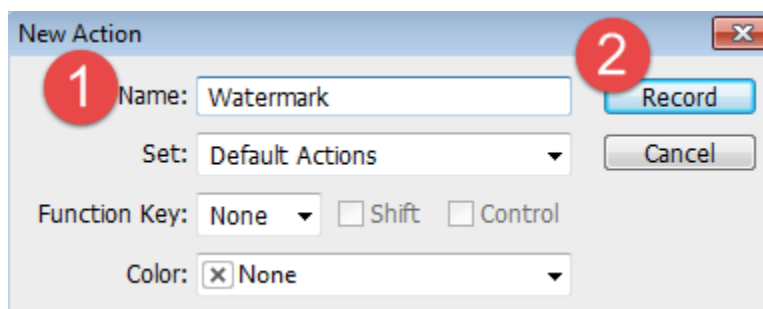 New Action
1 Name: Watermark 2 Record
Set: Default Actions Cancel
Function Key: None Shift Control
Color: None